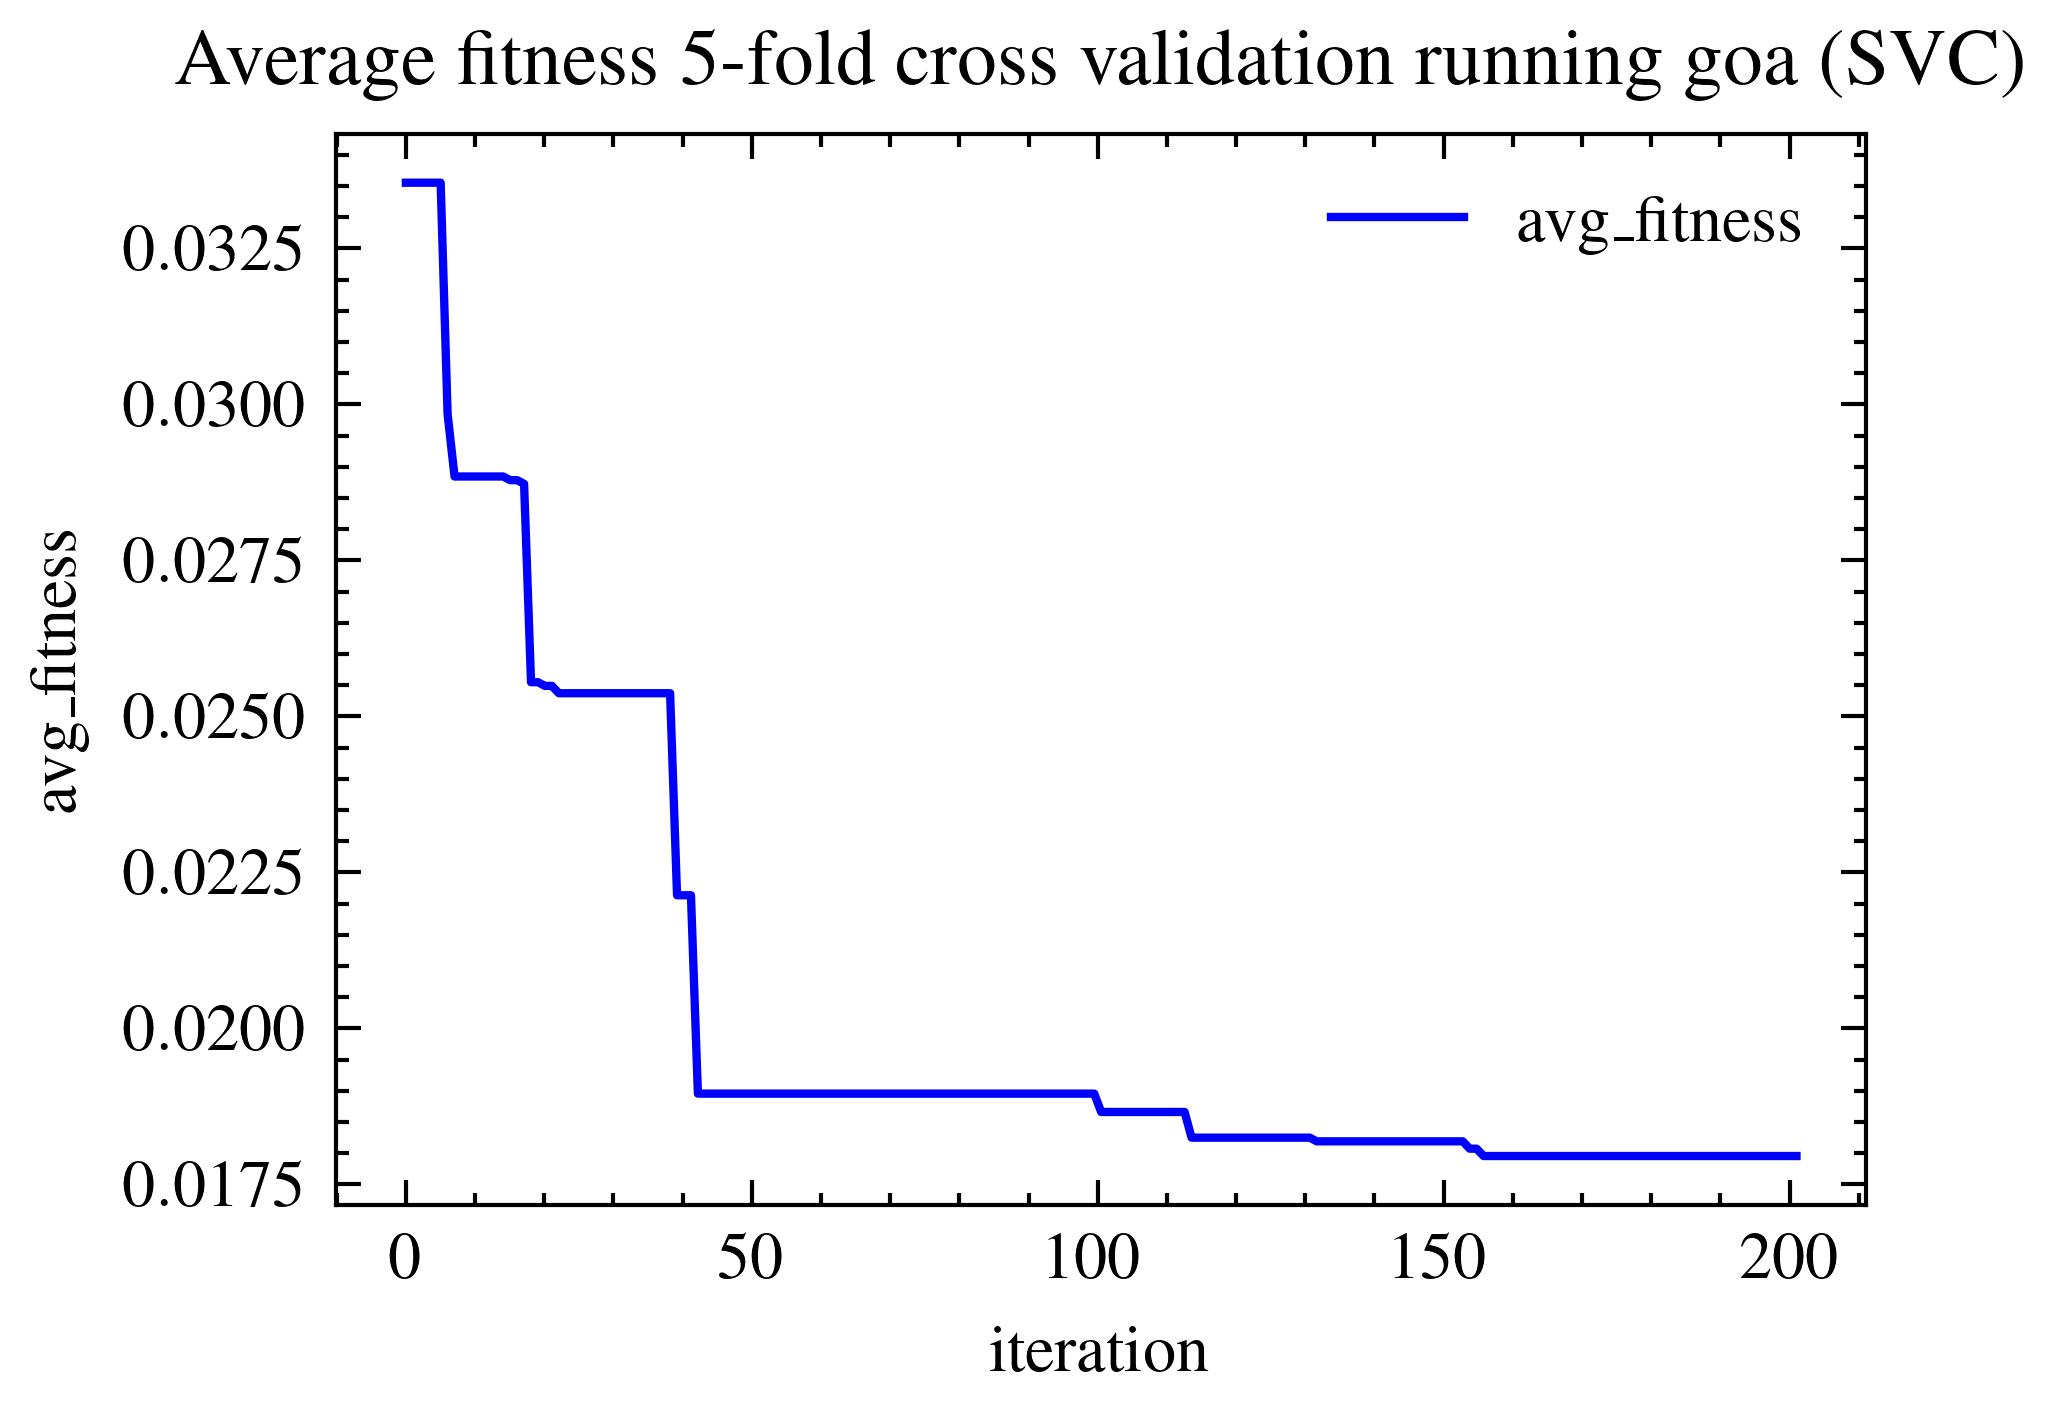 Average fitness 5-fold cross validation running goa (SVC)
avg_fitness
0.0325
0.0300
0.0275
0.0250
0.0225
0.0200
0.0175
avg_fitness
0 50 100 150 200
iteration